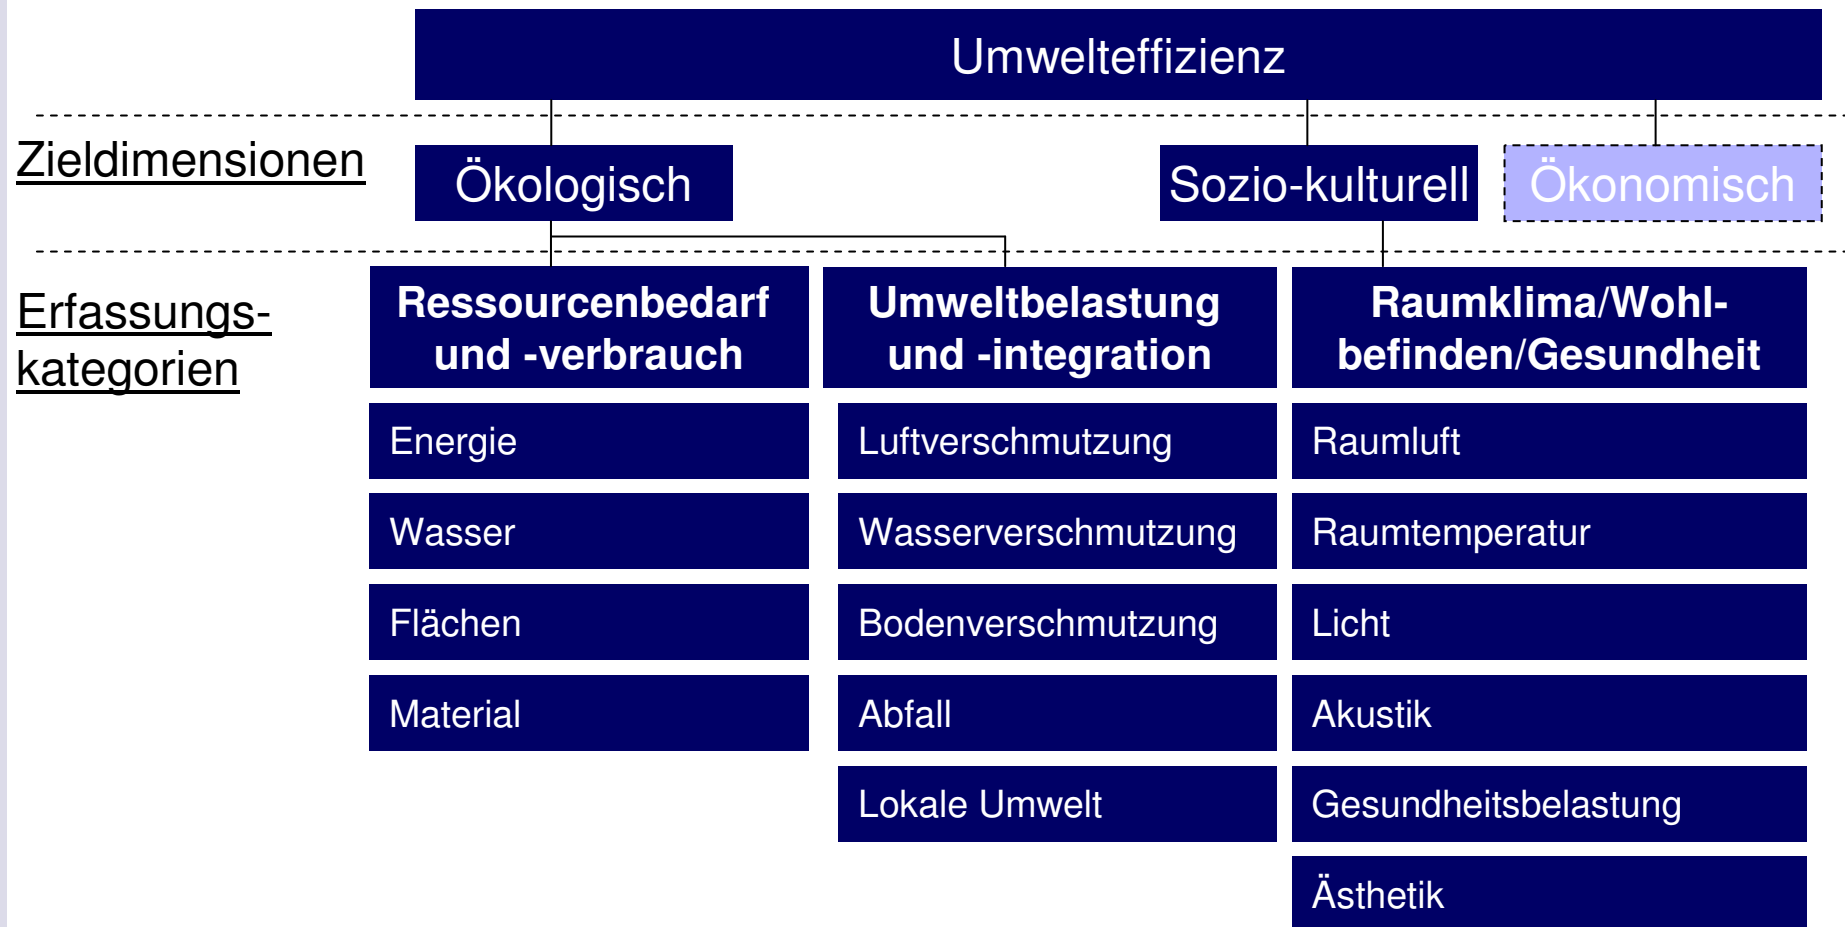 Umwelteffizienz
Zieldimensionen
Ökologisch
Sozio-kulturell
Ökonomisch
Erfassungs-
kategorien
Ressourcenbedarf
und -verbrauch
Energie
Wasser
Flächen
Material
Umweltbelastung
und -integration
Luftverschmutzung
Wasserverschmutzung
Bodenverschmutzung
Abfall
Lokale Umwelt
Raumklima/Wohl-
befinden/Gesundheit
Raumluft
Raumtemperatur
Licht
Akustik
Gesundheitsbelastung
Ästhetik